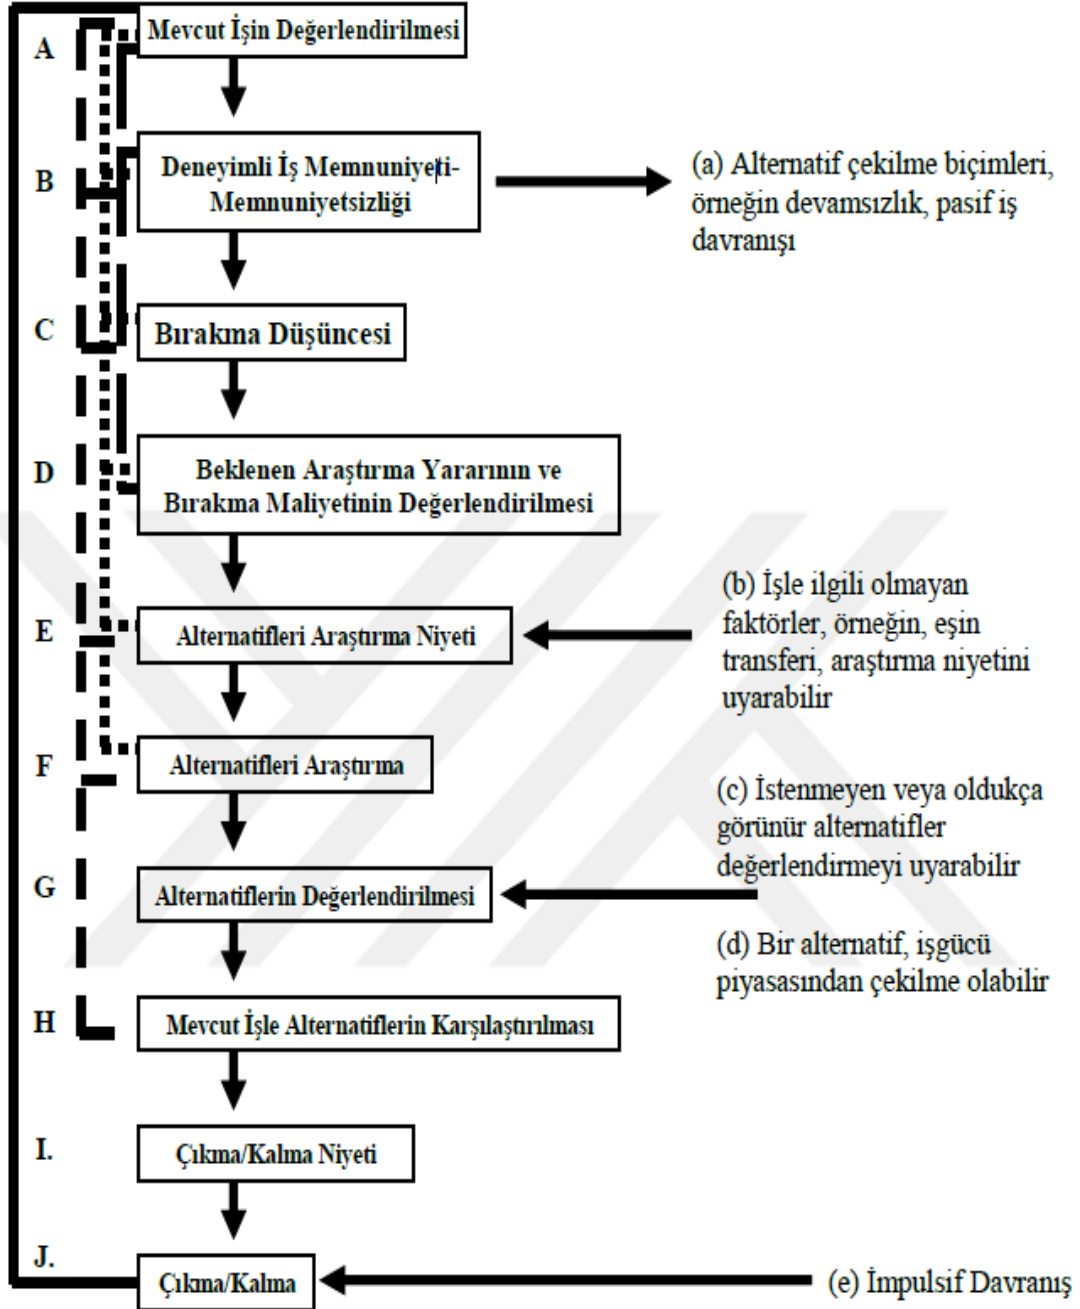 A
Mevcut İşin Değerlendirilmesi
B
Deneyimli İş Memnuniyeti-
Memnuniyetsizliği
(a) Alternatif çekilme biçimleri,
örneğin devamsızlık, pasif iş
davranışı
C
Bırakma Düşüncesi
D
Beklenen Araştırma Yararının ve
Bırakma Maliyetinin Değerlendirilmesi
E
Alternatifleri Araştırma Niyeti
(b) İşle ilgili olmayan
faktörler, örneğin, eşin
transferi, araştırma niyetini
uyarabilir
F
Alternatifleri Araştırma
(c) İstenmeyen veya oldukça
görünür alternatifler
değerlendirmeyi uyarabilir
G
Alternatiflerin Değerlendirilmesi
(d) Bir alternatif, işgücü
piyasasından çekilme olabilir
H
Mevcut İşle Alternatiflerin Karşılaştırılması
I.
Çıkma/Kalma Niyeti
J.
Çıkma/Kalma
(e) İmpulsif Davranış